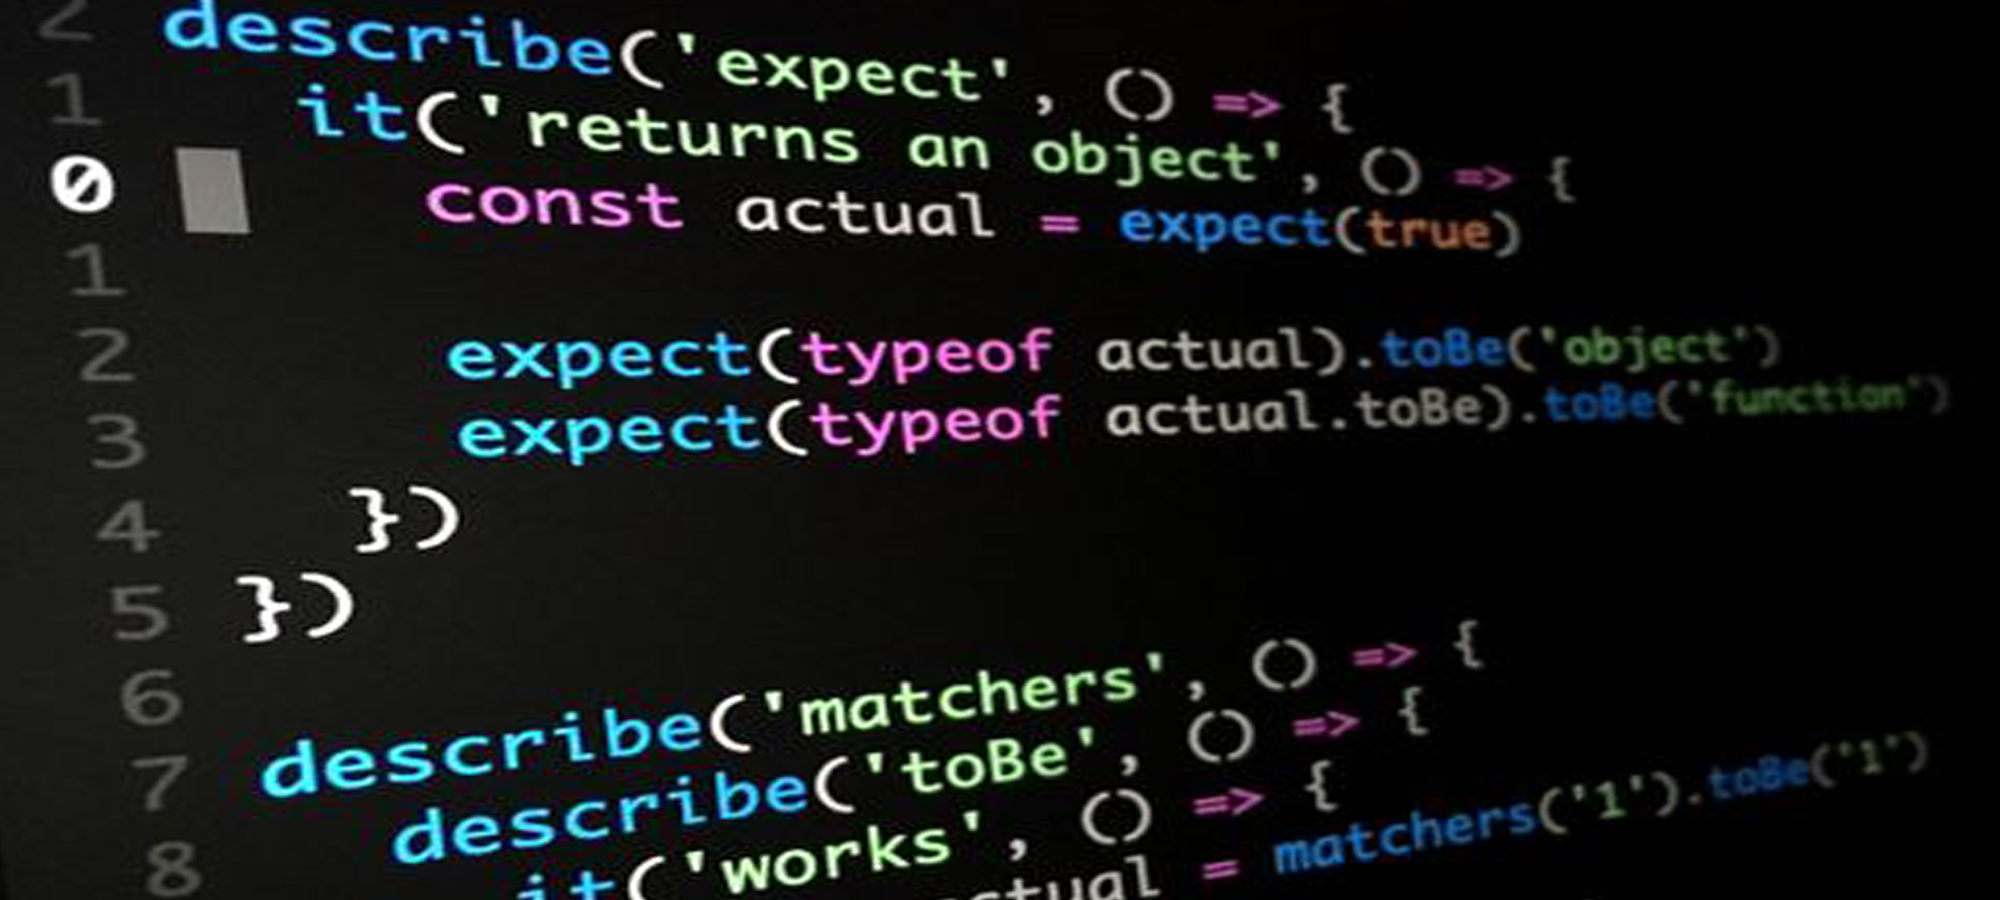 2 describe('expect', () => {
1 it('returns an object', () => {
0 const actual = expect(true)
1
2 expect(typeof actual).toBe('object')
3 expect(typeof actual.toBe).toBe('function')
4 })
5 })
6
7 describe('matchers', () => {
8 describe('toBe', () => {
it('works', () => {
actual = matchers('1').toBe('1')